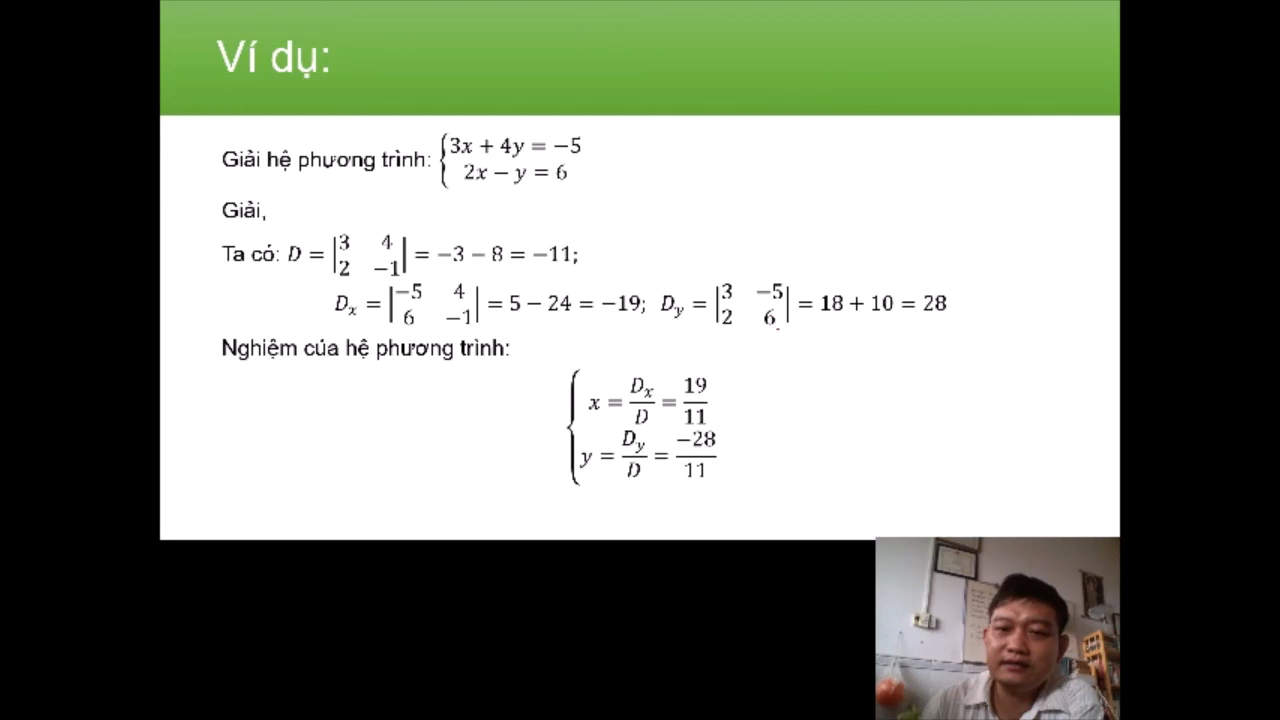 Ví dụ:
Giải hệ phương trình: {3x + 4y = −5
2x − y = 6
Giải,
Ta có: D = |3 4
2 −1| = −3 − 8 = −11;
Dₓ = |−5 4
6 −1| = 5 − 24 = −19; D_y = |3 −5
2 6| = 18 + 10 = 28
Nghiệm của hệ phương trình:
{x = Dₓ/D = 19/11
y = D_y/D = −28/11